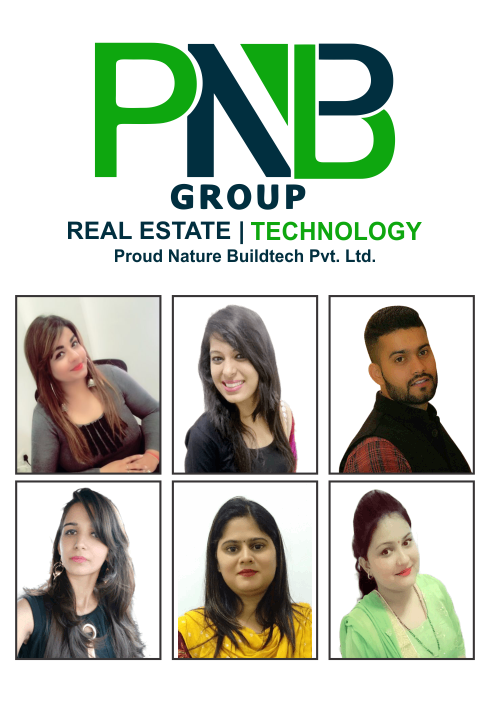 PNB
GROUP
REAL ESTATE | TECHNOLOGY
Proud Nature Buildtech Pvt. Ltd.